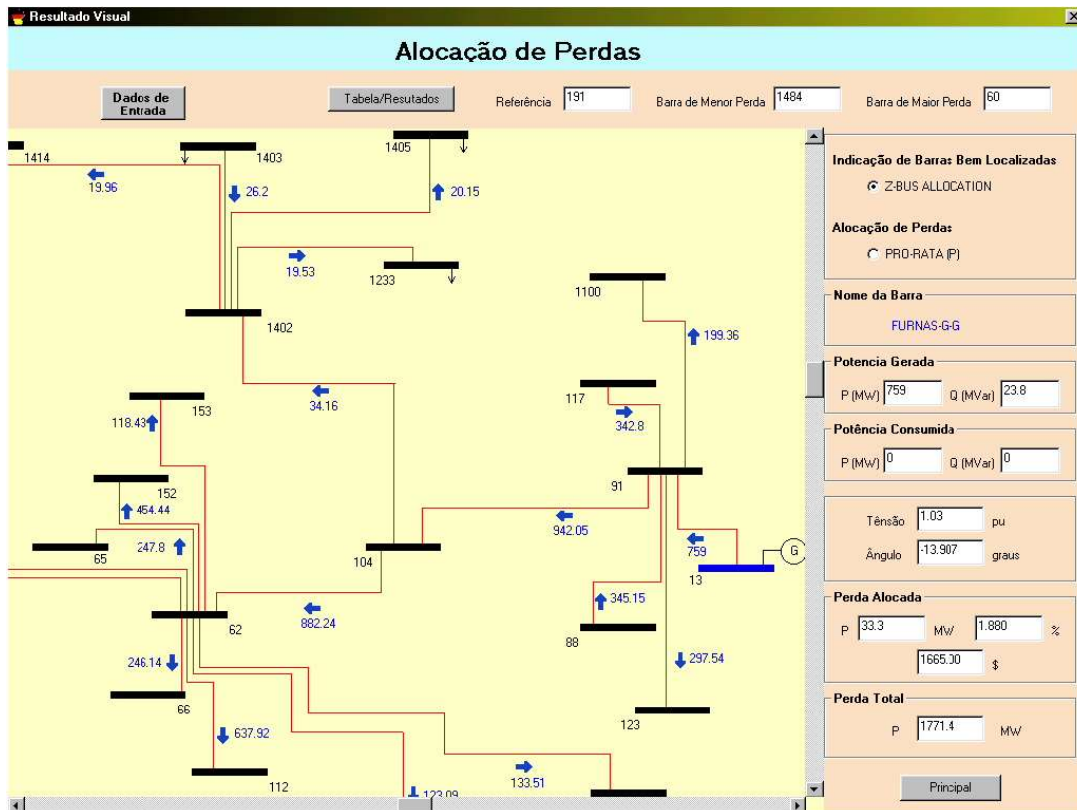 Resultado Visual
Alocação de Perdas
Dados de
Entrada
Tabela/Resutados
Referência 191
Barra de Menor Perda 1484
Barra de Maior Perda 60
1414
1403
1405
19.96
26.2
20.15
19.53
1233
1402
1100
199.36
34.16
153
118.43
117
342.8
152
91
454.44
942.05
65
247.8
104
759
G
13
62
882.24
345.15
88
246.14
297.54
66
123
637.92
133.51
112
123.09
Indicação de Barra: Bem Localizadas
Z-BUS ALLOCATION
Alocação de Perdas:
PRO-RATA (P)
Nome da Barra
FURNAS-G-G
Potencia Gerada
P (MW) 759 Q (MVar) 23.8
Potência Consumida
P (MW) 0 Q (MVar) 0
Tênsão 1.03 pu
Ângulo -13.907 graus
Perda Alocada
P 33.3 MW 1.880 %
1665.00 $
Perda Total
P 1771.4 MW
Principal